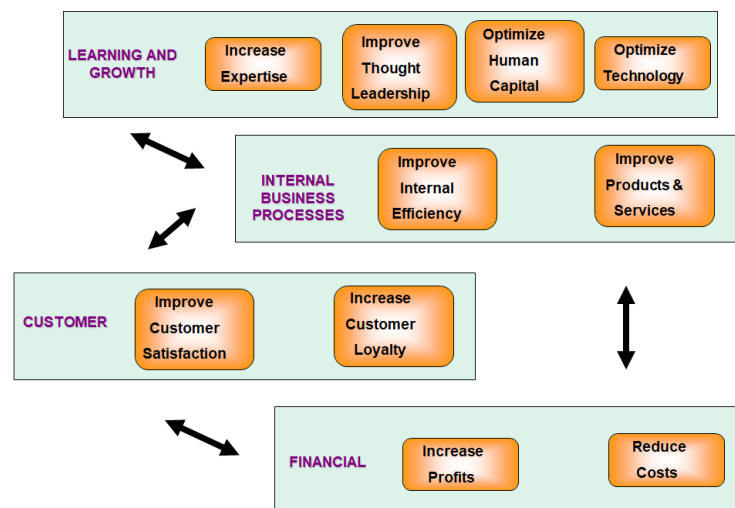 LEARNING AND
GROWTH
Increase
Expertise
Improve
Thought
Leadership
Optimize
Human
Capital
Optimize
Technology
INTERNAL
BUSINESS
PROCESSES
Improve
Internal
Efficiency
Improve
Products &
Services
CUSTOMER
Improve
Customer
Satisfaction
Increase
Customer
Loyalty
FINANCIAL
Increase
Profits
Reduce
Costs